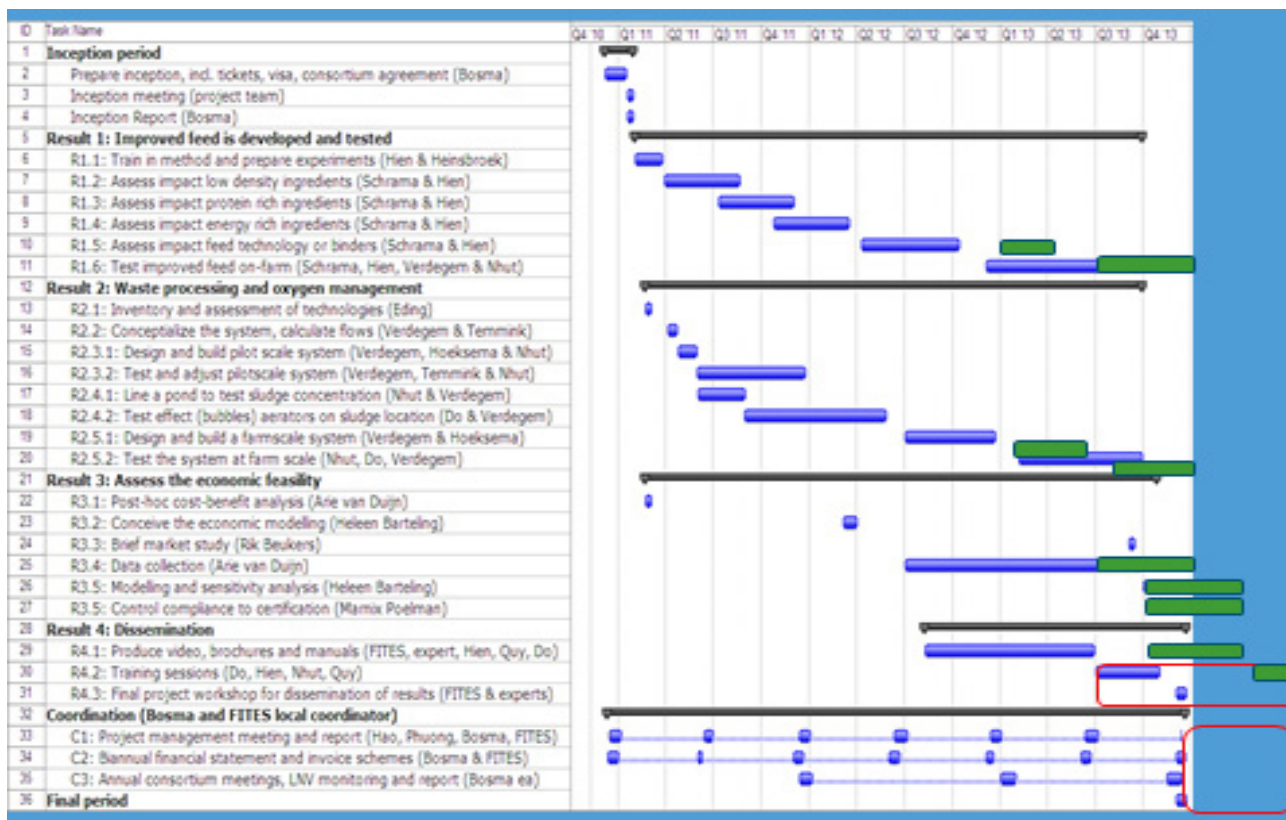 ID Task Name Q4 '10 Q1 '11 Q2 '11 Q3 '11 Q4 '11 Q1 '12 Q2 '12 Q3 '12 Q4 '12 Q1 '13 Q2 '13 Q3 '13 Q4 '13
1 Inception period
2 Prepare inception, incl. tickets, visa, consortium agreement (Bosma)
3 Inception meeting (project team)
4 Inception Report (Bosma)
5 Result 1: Improved feed is developed and tested
6 R1.1: Train in method and prepare experiments (Hien & Heinsbroek)
7 R1.2: Assess impact low density ingredients (Schrama & Hien)
8 R1.3: Assess impact protein rich ingredients (Schrama & Hien)
9 R1.4: Assess impact energy rich ingredients (Schrama & Hien)
10 R1.5: Assess impact feed technology or binders (Schrama & Hien)
11 R1.6: Test improved feed on-farm (Schrama, Hien, Verdegem & Nhut)
12 Result 2: Waste processing and oxygen management
13 R2.1: Inventory and assessment of technologies (Eding)
14 R2.2: Conceptialize the system, calculate flows (Verdegem & Temmink)
15 R2.3.1: Design and build pilot scale system (Verdegem, Hoeksema & Nhut)
16 R2.3.2: Test and adjust pilotscale system (Verdegem, Temmink & Nhut)
17 R2.4.1: Line a pond to test sludge concentration (Nhut & Verdegem)
18 R2.4.2: Test effect (bubbles) aerators on sludge location (Do & Verdegem)
19 R2.5.1: Design and build a farmscale system (Verdegem & Hoeksema)
20 R2.5.2: Test the system at farm scale (Nhut, Do, Verdegem)
21 Result 3: Assess the economic feasility
22 R3.1: Post-hoc cost-benefit analysis (Arie van Duijn)
23 R3.2: Conceive the economic modelling (Heleen Barteling)
24 R3.3: Brief market study (Rik Beukers)
25 R3.4: Data collection (Arie van Duijn)
26 R3.5: Modelling and sensitivity analysis (Heleen Barteling)
27 R3.5: Control compliance to certification (Marnix Poelman)
28 Result 4: Dissemination
29 R4.1: Produce video, brochures and manuals (FITES, expert, Hien, Quy, Do)
30 R4.2: Training sessions (Do, Hien, Nhut, Quy)
31 R4.3: Final project workshop for dissemination of results (FITES & experts)
32 Coordination (Bosma and FITES local coordinator)
33 C1: Project management meeting and report (Hao, Phuong, Bosma, FITES)
34 C2: Biannual financial statement and invoice schemes (Bosma & FITES)
35 C3: Annual consortium meetings, LNV monitoring and report (Bosma ea)
36 Final period